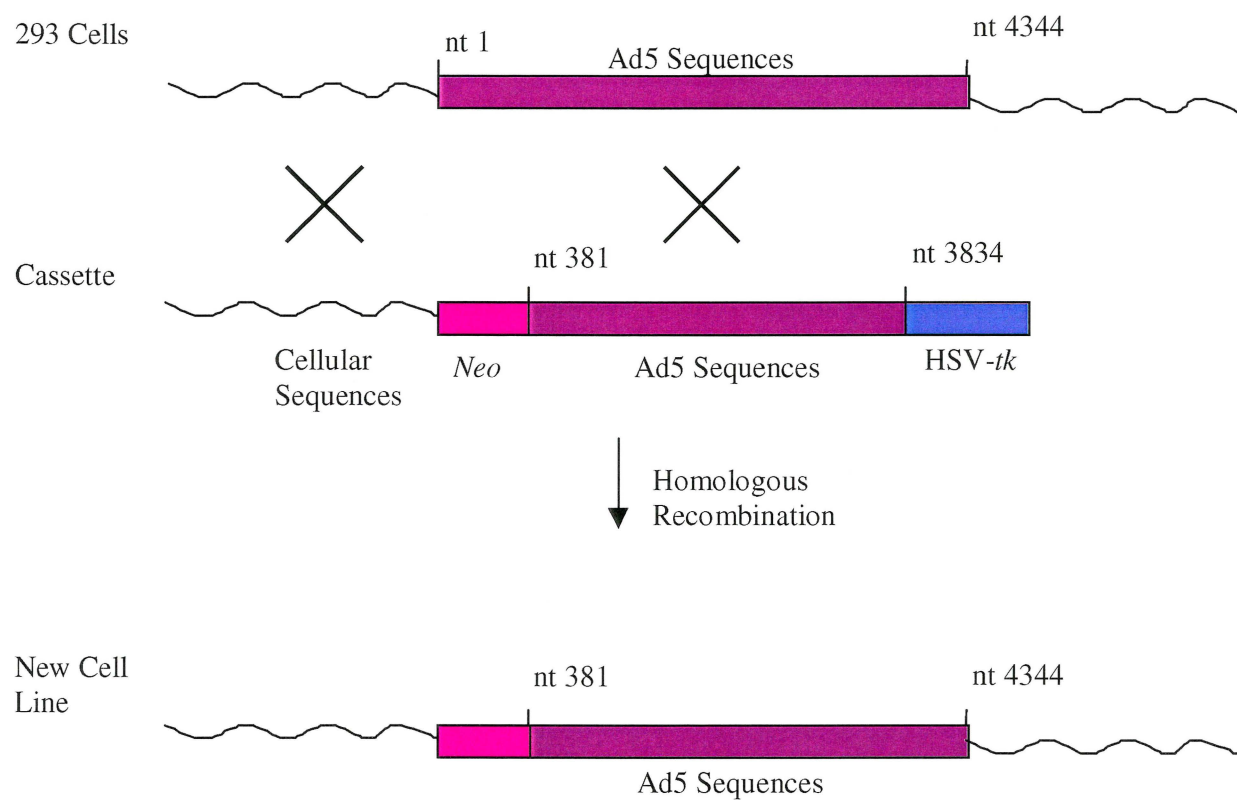 293 Cells
nt 1
Ad5 Sequences
nt 4344
Cassette
nt 381
nt 3834
Cellular
Sequences
Neo
Ad5 Sequences
HSV-tk
Homologous
Recombination
New Cell
Line
nt 381
nt 4344
Ad5 Sequences